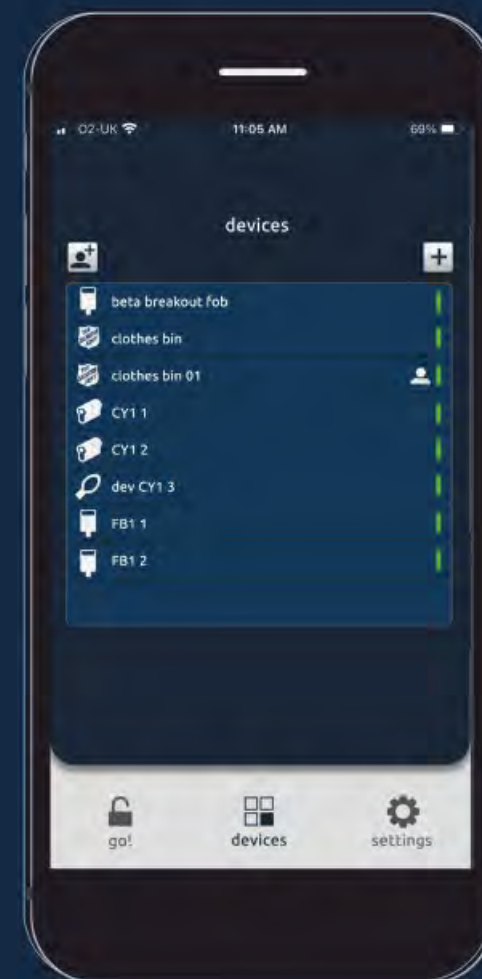 O2-UK 11:05 AM 69%
devices
beta breakout fob
clothes bin
clothes bin 01
CY1 1
CY1 2
dev CY1 3
FB1 1
FB1 2
go! devices settings